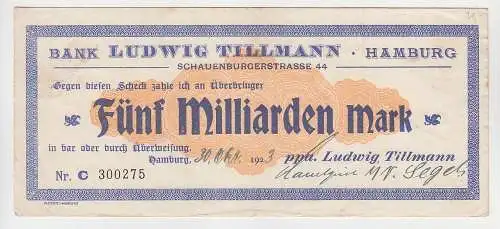 BANK LUDWIG TILLMANN · HAMBURG
SCHAUENBURGERSTRASSE 44
Gegen diesen Scheck zahle ich an Überbringer
Fünf Milliarden Mark
in bar oder durch Überweisung.
Hamburg, 30. Okt. 1923 ppa. Ludwig Tillmann
Nr. C 300275